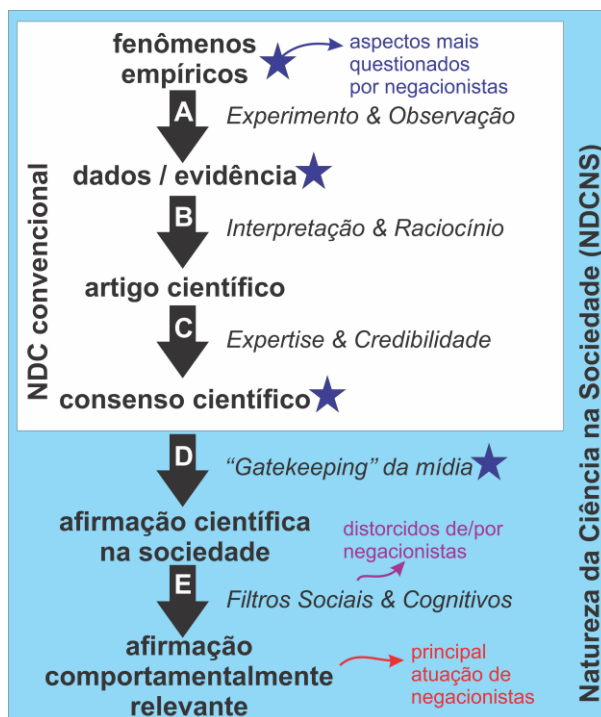 fenômenos
empíricos
aspectos mais
questionados
por negacionistas
A
Experimento & Observação
dados / evidência
B
Interpretação & Raciocínio
artigo científico
C
Expertise & Credibilidade
consenso científico
NDC convencional
D
“Gatekeeping” da mídia
afirmação científica
na sociedade
distorcidos de/por
negacionistas
E
Filtros Sociais & Cognitivos
afirmação
comportamentalmente
relevante
principal
atuação de
negacionistas
Natureza da Ciência na Sociedade (NDCNS)